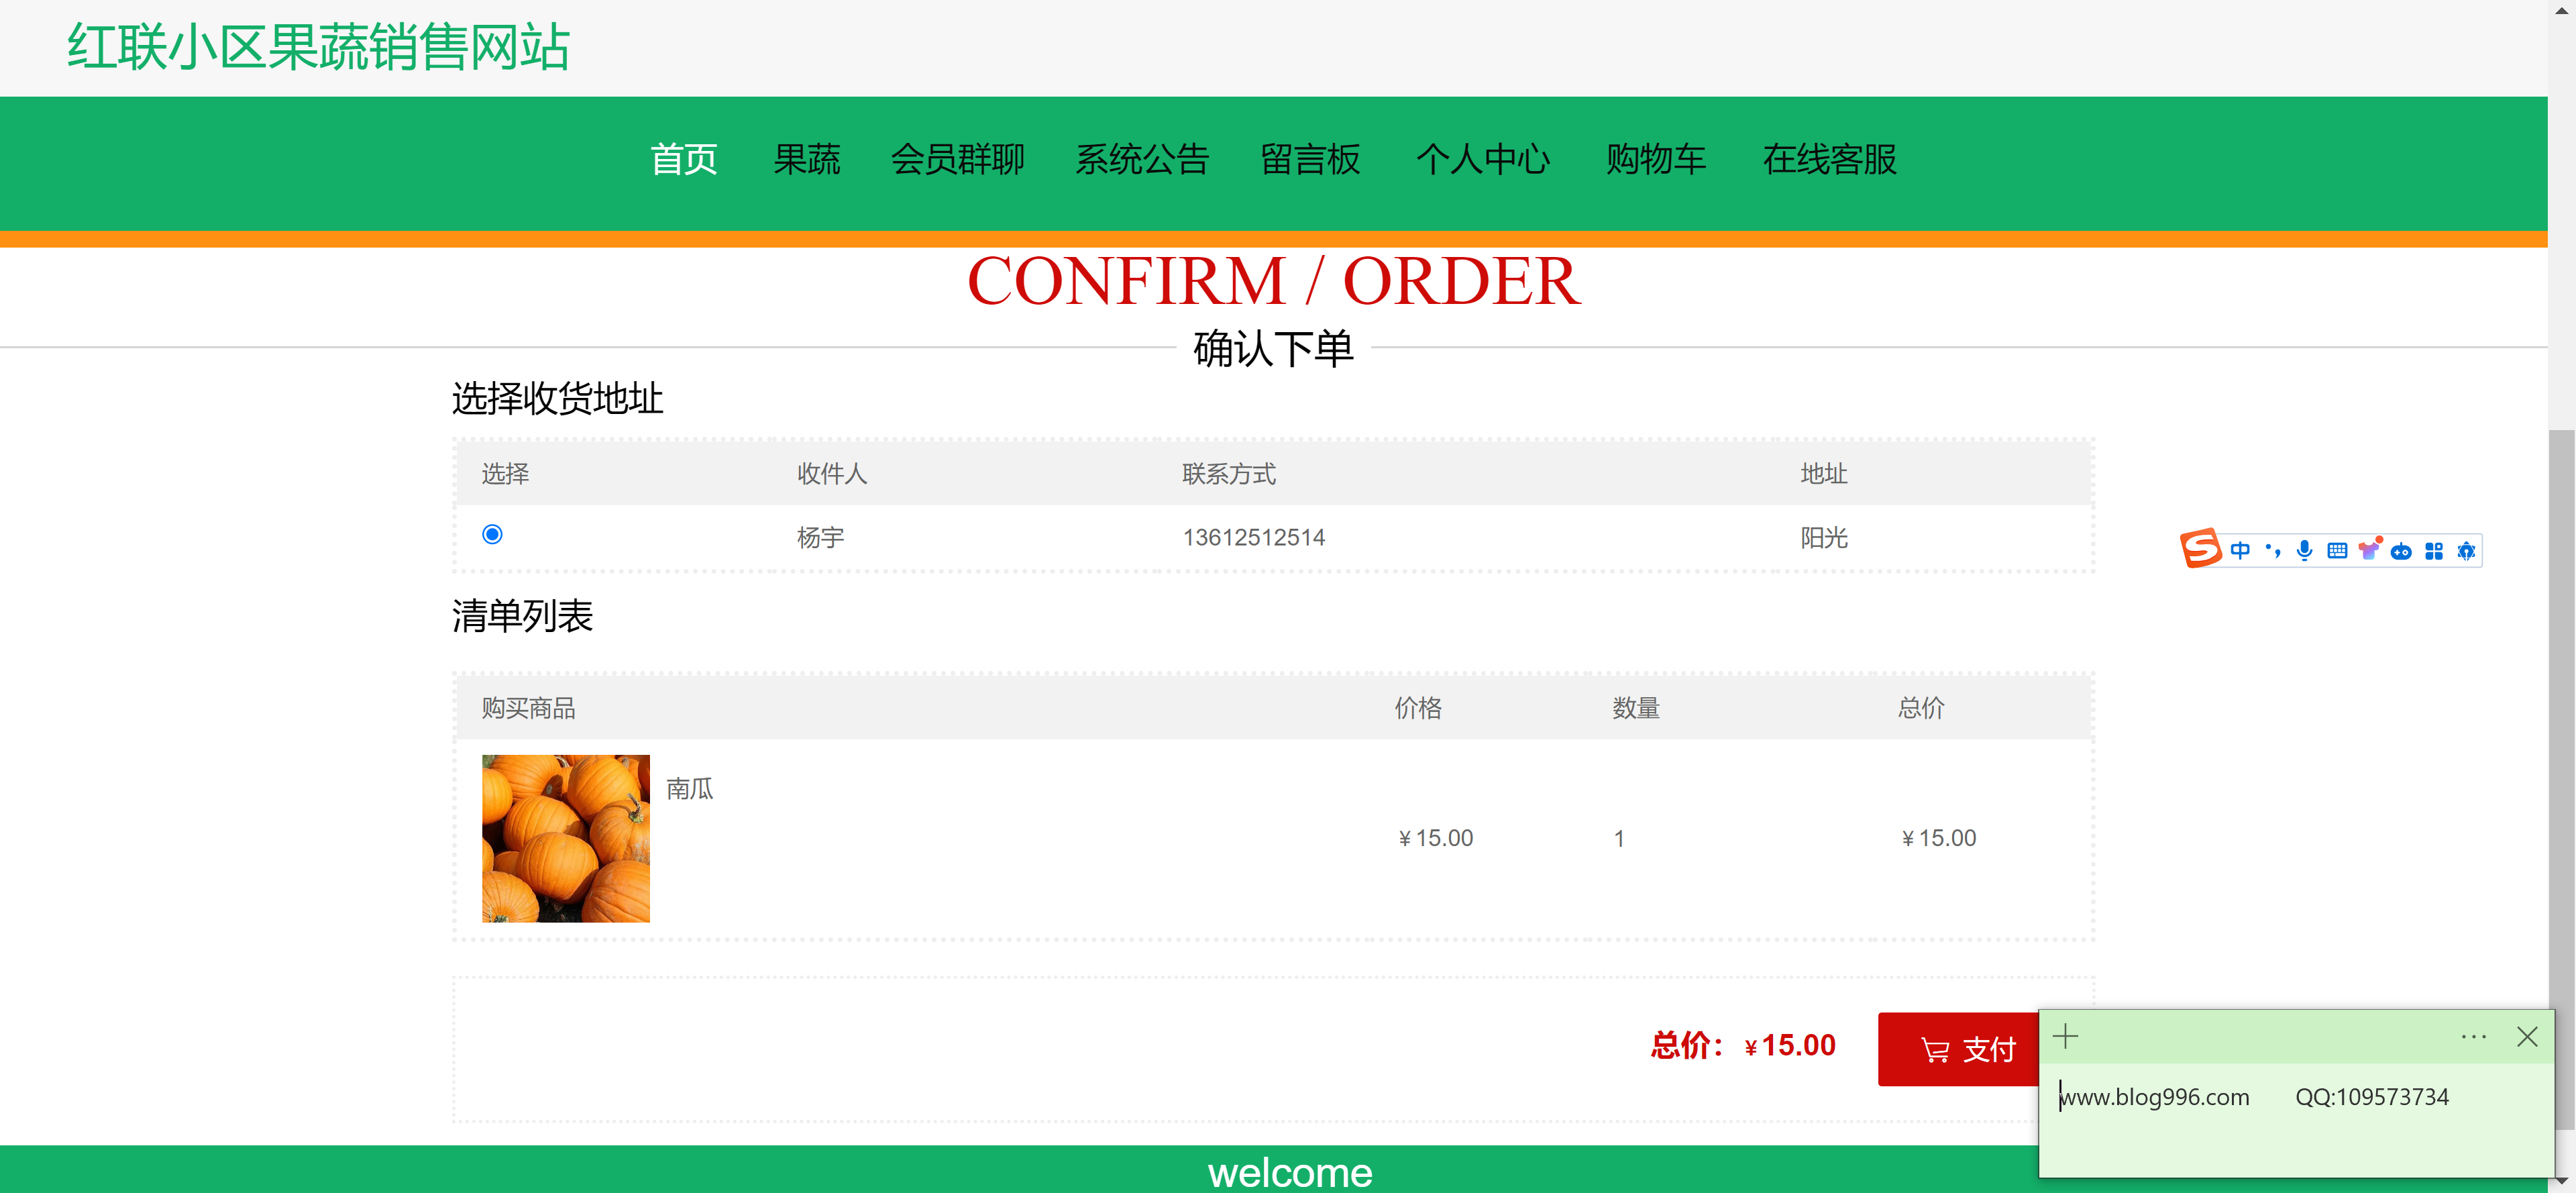 红联小区果蔬销售网站
首页 果蔬 会员群聊 系统公告 留言板 个人中心 购物车 在线客服
CONFIRM / ORDER
确认下单
选择收货地址
选择 收件人 联系方式 地址
杨宇 13612512514 阳光
中
清单列表
购买商品 价格 数量 总价
南瓜
￥15.00 1 ￥15.00
总价：￥15.00 支付
www.blog996.com QQ:109573734
welcome